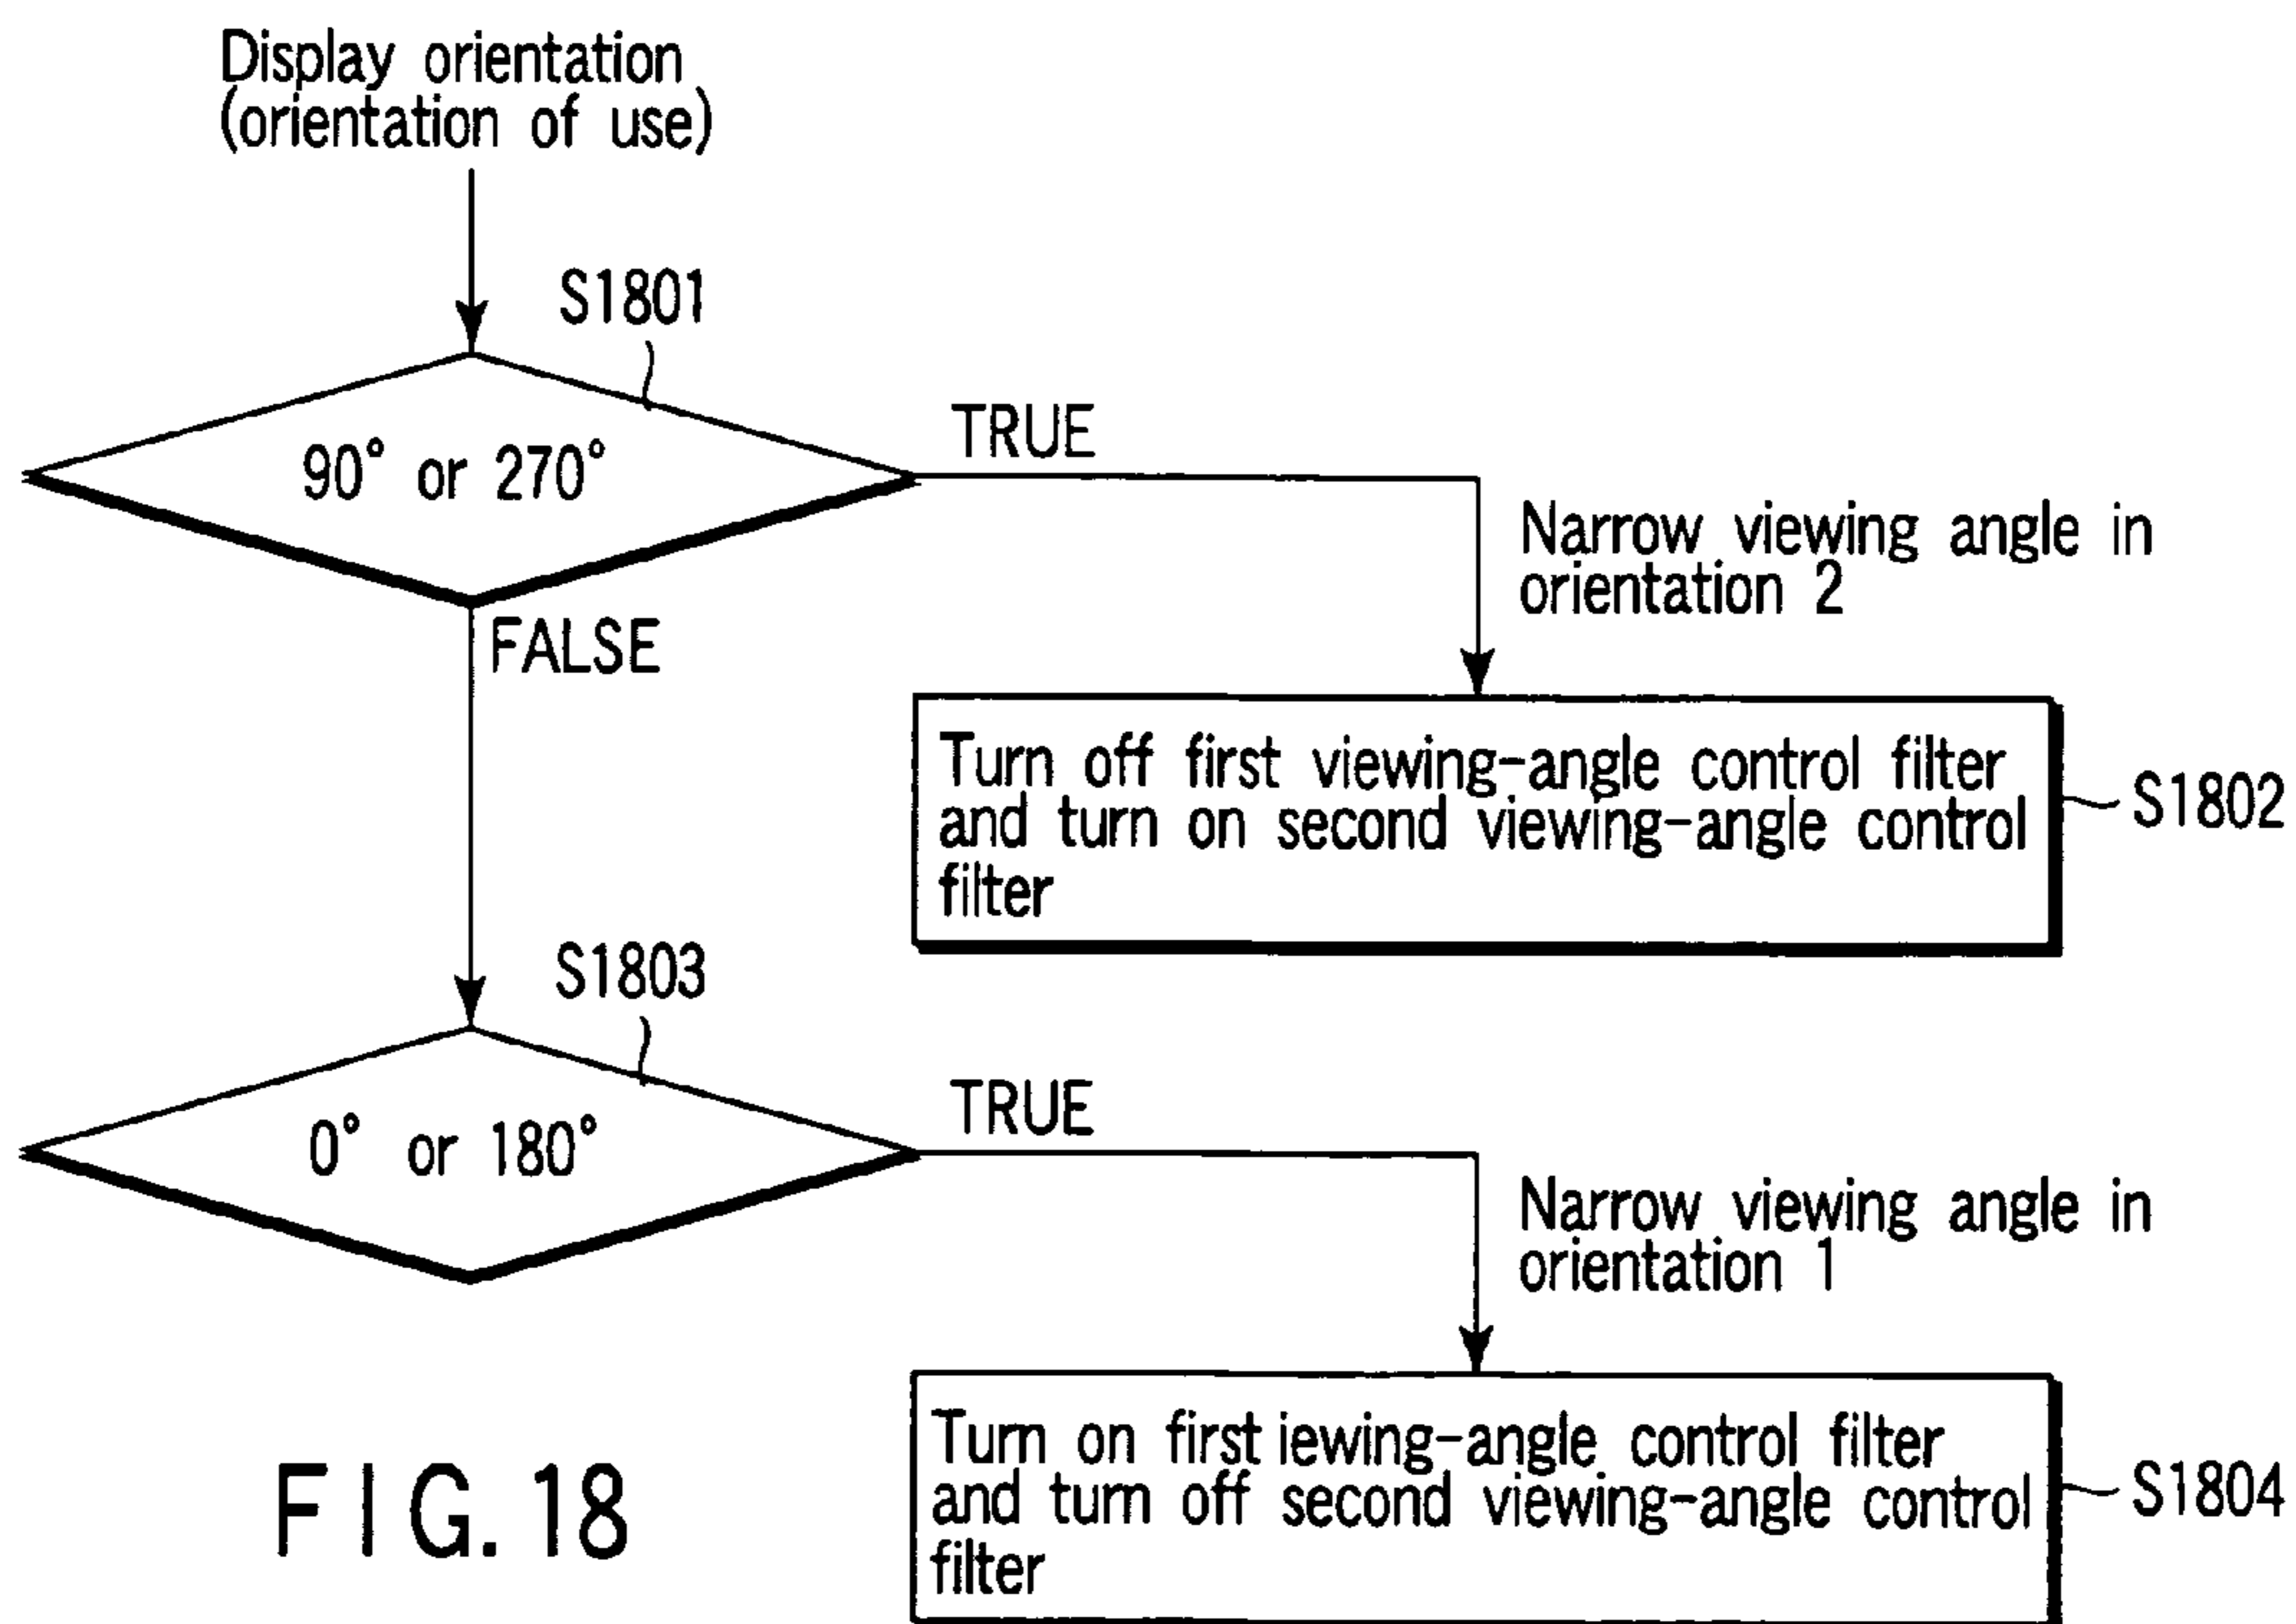 Display orientation
(orientation of use)
S1801
90° or 270°
TRUE
FALSE
Narrow viewing angle in
orientation 2
Turn off first viewing-angle control filter
and turn on second viewing-angle control
filter
S1802
S1803
0° or 180°
TRUE
Narrow viewing angle in
orientation 1
Turn on first iewing-angle control filter
and turn off second viewing-angle control
filter
S1804
FIG. 18